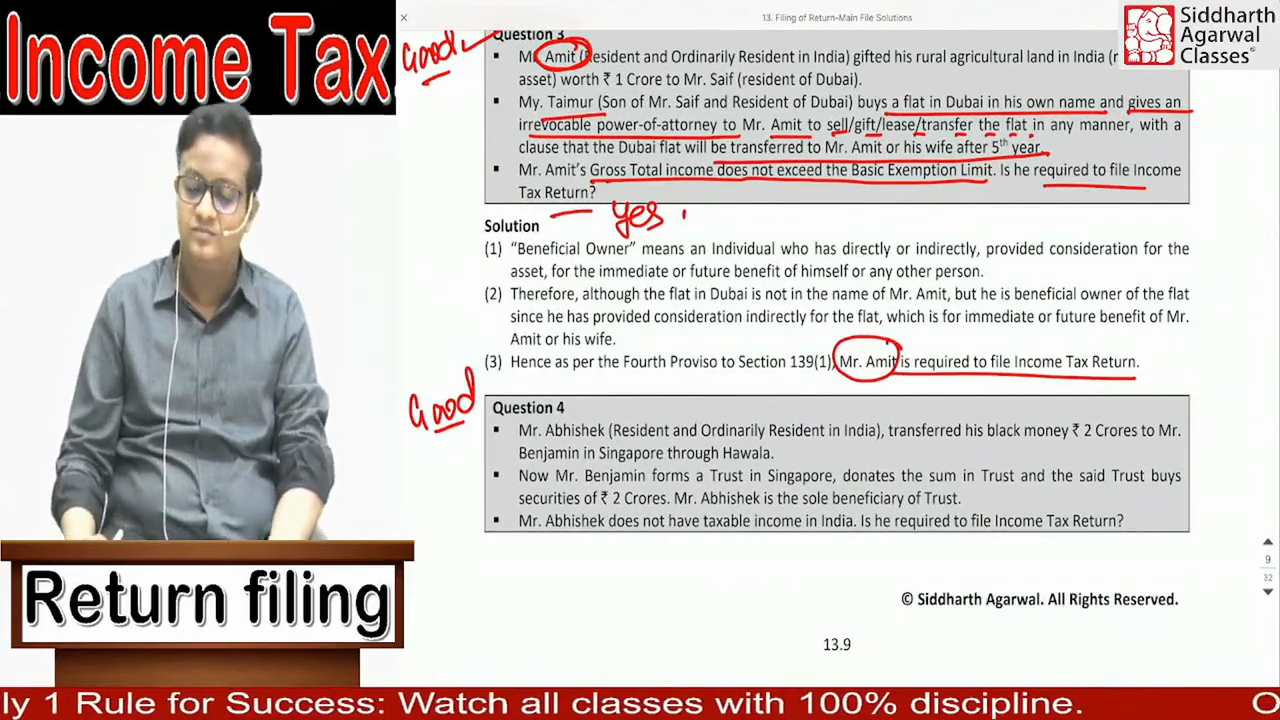 Income Tax
Return filing
×
13. Filing of Return-Main File Solutions
Siddharth
Agarwal
Classes®
Good
Question 3
Mr. Amit (Resident and Ordinarily Resident in India) gifted his rural agricultural land in India (r
asset) worth ₹ 1 Crore to Mr. Saif (resident of Dubai).
My. Taimur (Son of Mr. Saif and Resident of Dubai) buys a flat in Dubai in his own name and gives an
irrevocable power-of-attorney to Mr. Amit to sell/gift/lease/transfer the flat in any manner, with a
clause that the Dubai flat will be transferred to Mr. Amit or his wife after 5th year.
Mr. Amit’s Gross Total income does not exceed the Basic Exemption Limit. Is he required to file Income
Tax Return?
yes
Solution
(1) “Beneficial Owner” means an Individual who has directly or indirectly, provided consideration for the
asset, for the immediate or future benefit of himself or any other person.
(2) Therefore, although the flat in Dubai is not in the name of Mr. Amit, but he is beneficial owner of the flat
since he has provided consideration indirectly for the flat, which is for immediate or future benefit of Mr.
Amit or his wife.
(3) Hence as per the Fourth Proviso to Section 139(1), Mr. Amit is required to file Income Tax Return.
Good
Question 4
Mr. Abhishek (Resident and Ordinarily Resident in India), transferred his black money ₹ 2 Crores to Mr.
Benjamin in Singapore through Hawala.
Now Mr. Benjamin forms a Trust in Singapore, donates the sum in Trust and the said Trust buys
securities of ₹ 2 Crores. Mr. Abhishek is the sole beneficiary of Trust.
Mr. Abhishek does not have taxable income in India. Is he required to file Income Tax Return?
9
32
© Siddharth Agarwal. All Rights Reserved.
13.9
ly 1 Rule for Success: Watch all classes with 100% discipline. O